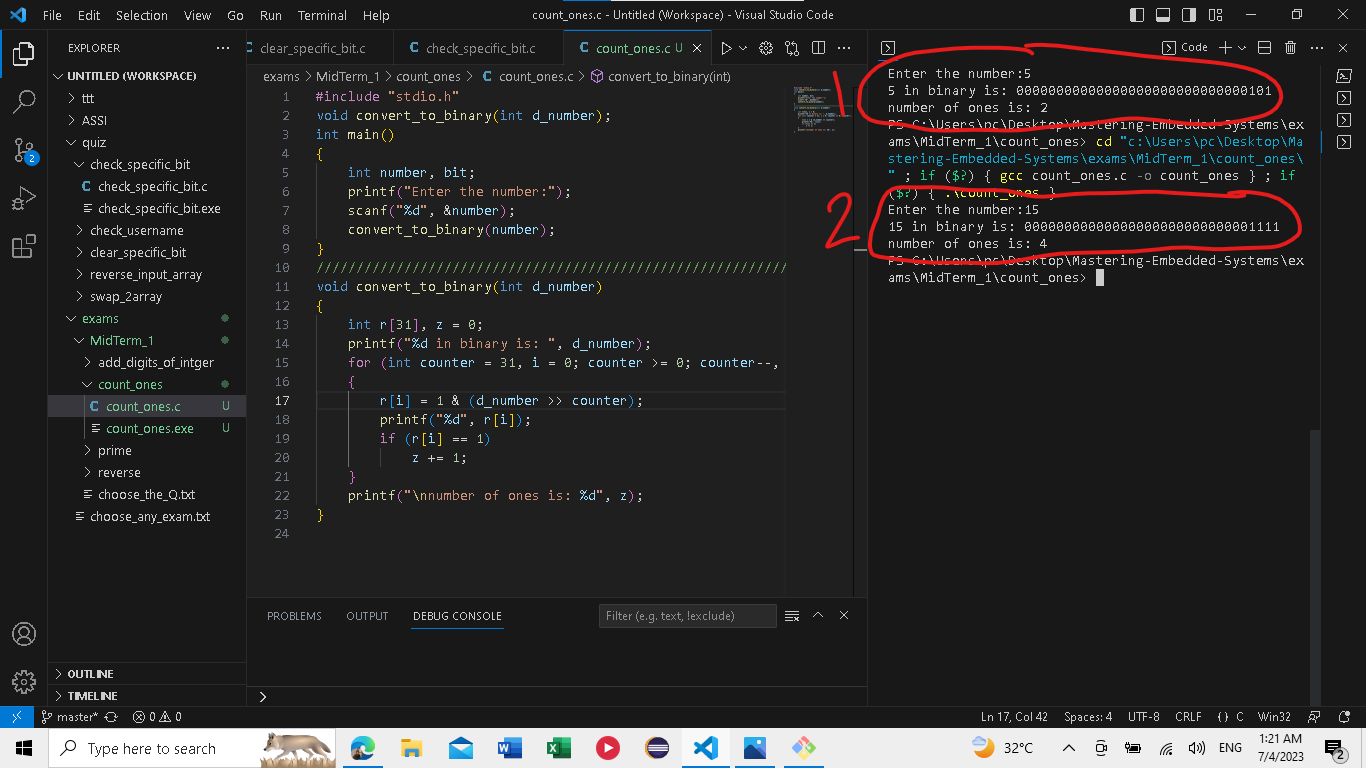 File Edit Selection View Go Run Terminal Help
count_ones.c - Untitled (Workspace) - Visual Studio Code
EXPLORER
UNTITLED (WORKSPACE)
ttt
ASSI
quiz
check_specific_bit
check_specific_bit.c
check_specific_bit.exe
check_username
clear_specific_bit
reverse_input_array
swap_2array
exams
MidTerm_1
add_digits_of_intger
count_ones
count_ones.c U
count_ones.exe U
prime
reverse
choose_the_Q.txt
choose_any_exam.txt
OUTLINE
TIMELINE
2
clear_specific_bit.c check_specific_bit.c count_ones.c U
exams > MidTerm_1 > count_ones > count_ones.c > convert_to_binary(int)
1 #include "stdio.h"
2 void convert_to_binary(int d_number);
3 int main()
4 {
5 int number, bit;
6 printf("Enter the number:");
7 scanf("%d", &number);
8 convert_to_binary(number);
9 }
10 ////////////////////////////////////////////////////////////
11 void convert_to_binary(int d_number)
12 {
13 int r[31], z = 0;
14 printf("%d in binary is: ", d_number);
15 for (int counter = 31, i = 0; counter >= 0; counter--,
16 {
17 r[i] = 1 & (d_number >> counter);
18 printf("%d", r[i]);
19 if (r[i] == 1)
20 z += 1;
21 }
22 printf("\nnumber of ones is: %d", z);
23 }
24
PROBLEMS OUTPUT DEBUG CONSOLE
Filter (e.g. text, !exclude)
Code
1
Enter the number:5
5 in binary is: 00000000000000000000000000000101
number of ones is: 2
PS C:\Users\pc\Desktop\Mastering-Embedded-Systems\ex
ams\MidTerm_1\count_ones> cd "c:\Users\pc\Desktop\Ma
stering-Embedded-Systems\exams\MidTerm_1\count_ones\
" ; if ($?) { gcc count_ones.c -o count_ones } ; if
($?) { .\count_ones }
2
Enter the number:15
15 in binary is: 00000000000000000000000000001111
number of ones is: 4
PS C:\Users\pc\Desktop\Mastering-Embedded-Systems\ex
ams\MidTerm_1\count_ones>
master* 0 0 Ln 17, Col 42 Spaces: 4 UTF-8 CRLF {} C Win32
Type here to search
32°C ENG
1:21 AM
7/4/2023
2